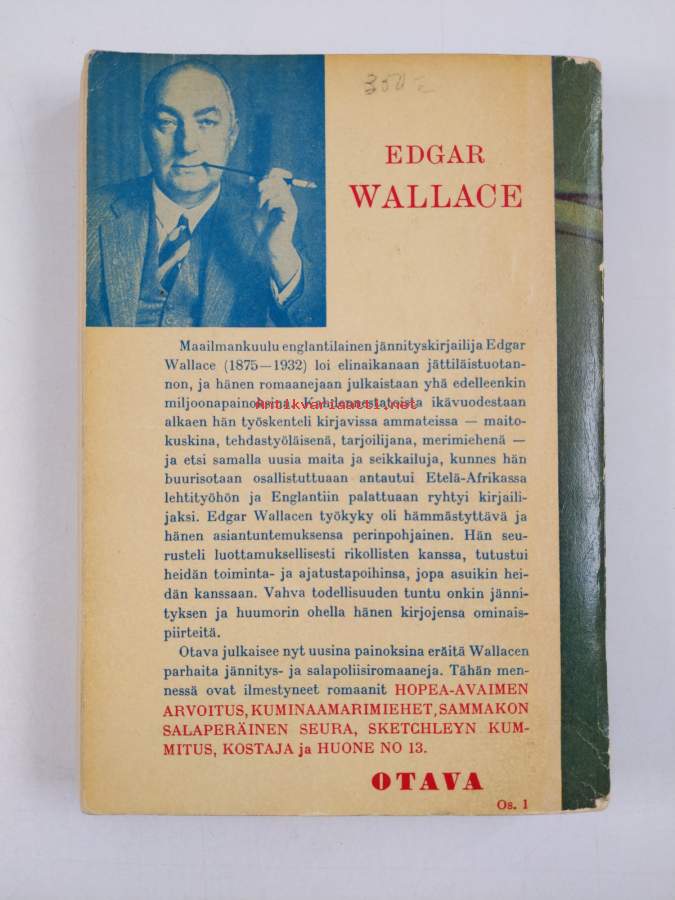 EDGAR
WALLACE
Maailmankuulu englantilainen jännityskirjailija Edgar
Wallace (1875—1932) loi elinaikanaan jättiläistuotan-
non, ja hänen romaanejaan julkaistaan yhä edelleenkin
miljoonapainoksina. Kahdennestatoista ikävuodestaan
Antikvariaatti.net
alkaen hän työskenteli kirjavissa ammateissa — maito-
kuskina, tehdastyöläisenä, tarjoilijana, merimiehenä —
ja etsi samalla uusia maita ja seikkailuja, kunnes hän
buurisotaan osallistuttuaan antautui Etelä-Afrikassa
lehtityöhön ja Englantiin palattuaan ryhtyi kirjaili-
jaksi. Edgar Wallacen työkyky oli hämmästyttävä ja
hänen asiantuntemuksensa perinpohjainen. Hän seu-
rusteli luottamuksellisesti rikollisten kanssa, tutustui
heidän toiminta- ja ajatustapoihinsa, jopa asuikin hei-
dän kanssaan. Vahva todellisuuden tuntu onkin jänni-
tyksen ja huumorin ohella hänen kirjojensa ominais-
piirteitä.
Otava julkaisee nyt uusina painoksina eräitä Wallacen
parhaita jännitys- ja salapoliisiromaaneja. Tähän men-
nessä ovat ilmestyneet romaanit HOPEA-AVAIMEN
ARVOITUS, KUMINAAMARIMIEHET, SAMMAKON
SALAPERÄINEN SEURA, SKETCHLEYN KUM-
MITUS, KOSTAJA ja HUONE NO 13.
OTAVA
Os. 1